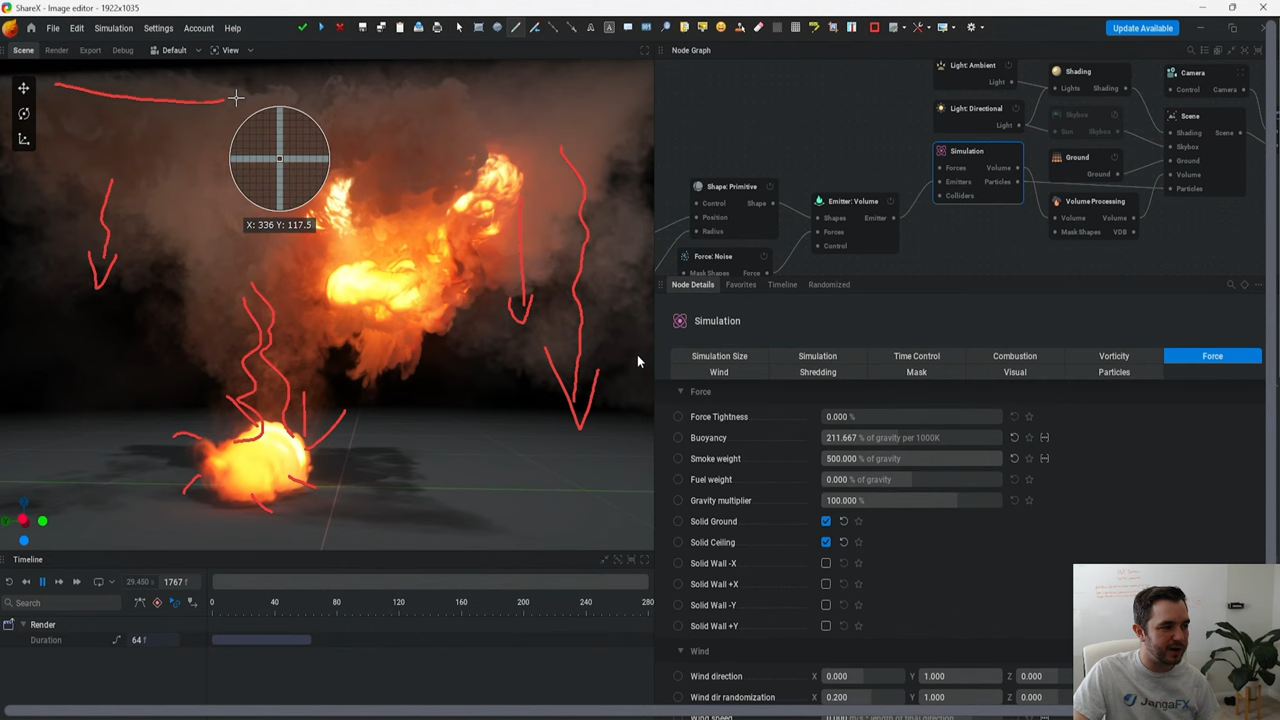 ShareX - Image editor - 1922x1035
File Edit Simulation Settings Account Help
Update Available
Scene Render Export Debug Default View
Node Graph
X: 336 Y: 117.5
Light: Ambient
Light
Light: Directional
Light
Shading
Lights Shading
Skybox
Sun Skybox
Camera
Control Camera
Scene
Shading Scene
Skybox
Ground
Volume
Particles
Simulation
Forces Volume
Emitters Particles
Colliders
Ground
Ground
Volume Processing
Volume Volume
Mask Shapes VDB
Shape: Primitive
Control Shape
Position
Radius
Emitter: Volume
Shapes Emitter
Forces
Control
Force: Noise
Mask Shapes Force
Node Details Favorites Timeline Randomized
Simulation
Simulation Size Simulation Time Control Combustion Vorticity Force
Wind Shredding Mask Visual Particles
Force
Force Tightness 0.000 %
Buoyancy 211.667 % of gravity per 1000K
Smoke weight 500.000 % of gravity
Fuel weight 0.000 % of gravity
Gravity multiplier 100.000 %
Solid Ground
Solid Ceiling
Solid Wall -X
Solid Wall +X
Solid Wall -Y
Solid Wall +Y
Wind
Wind direction X 0.000 Y 1.000 Z 0.000
Wind dir randomization X 0.200 Y 1.000 Z 0.000
Timeline
29.450 s 1767 f
Search
0 40 80 120 160 200 240 280
Render
Duration 64 f
JangaFX